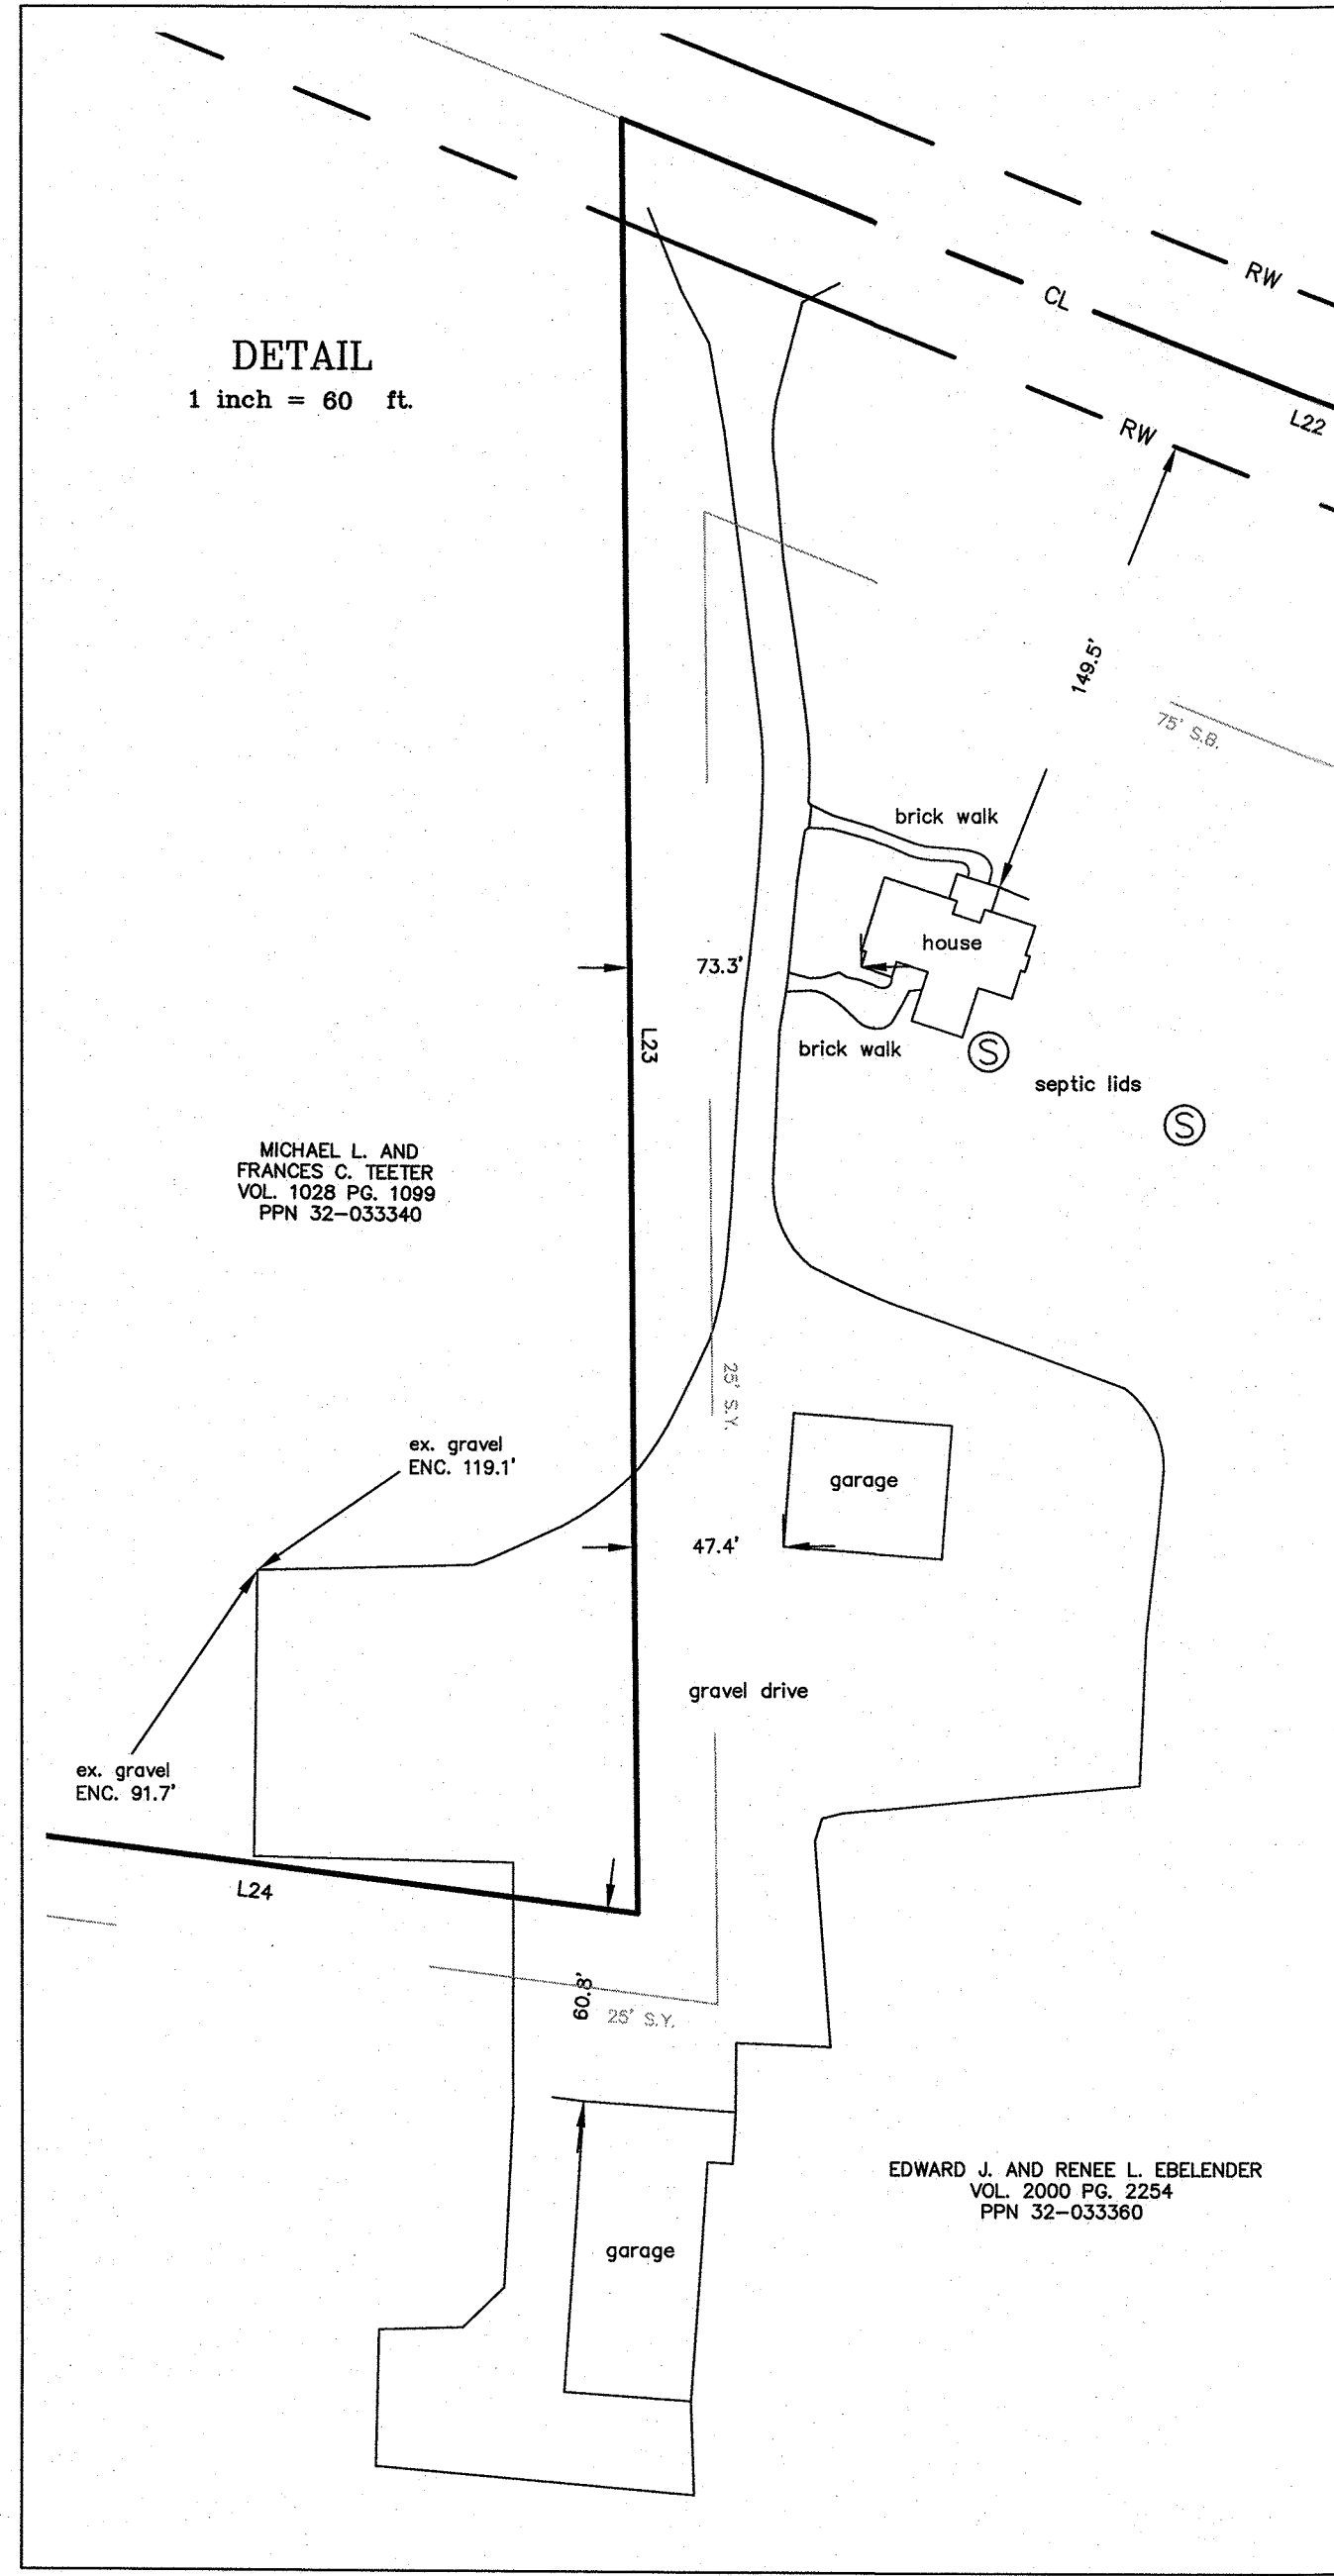 RW
CL
L22
RW
DETAIL
1 inch = 60 ft.
149.5'
75' S.B.
brick walk
house
73.3'
L23
brick walk
S
septic lids
S
MICHAEL L. AND
FRANCES C. TEETER
VOL. 1028 PG. 1099
PPN 32-033340
25' S.Y.
ex. gravel
ENC. 119.1'
garage
47.4'
gravel drive
ex. gravel
ENC. 91.7'
L24
60.8'
25' S.Y.
EDWARD J. AND RENEE L. EBELENDER
VOL. 2000 PG. 2254
PPN 32-033360
garage